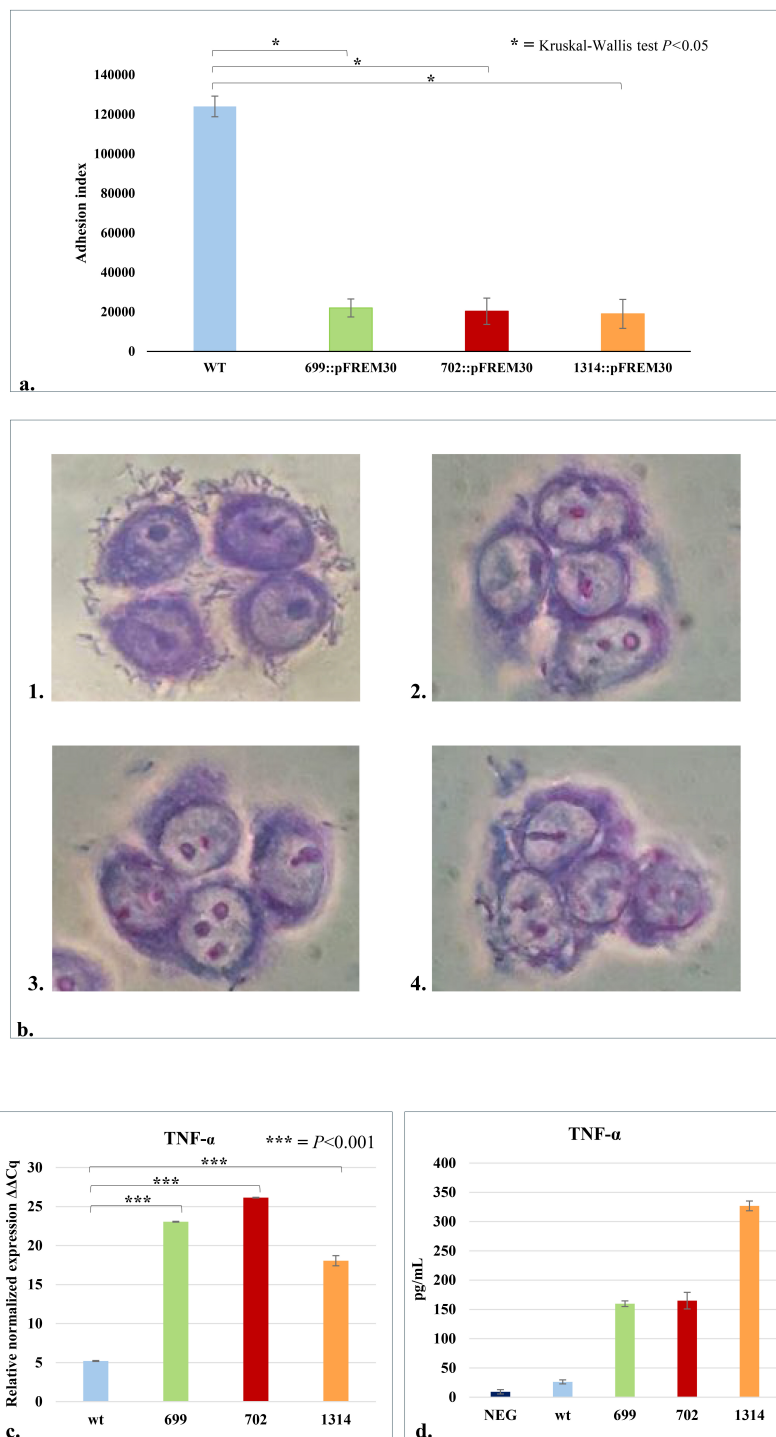 * = Kruskal-Wallis test P<0.05
*
*
*
140000
120000
100000
80000
60000
40000
20000
0
Adhesion index
WT 699::pFREM30 702::pFREM30 1314::pFREM30
a.
1. 2.
3. 4.
b.
TNF-α *** = P<0.001
***
***
***
30
25
20
15
10
5
0
Relative normalized expression ΔΔCq
wt 699 702 1314
c.
TNF-α
400
350
300
250
200
150
100
50
0
pg/mL
NEG wt 699 702 1314
d.